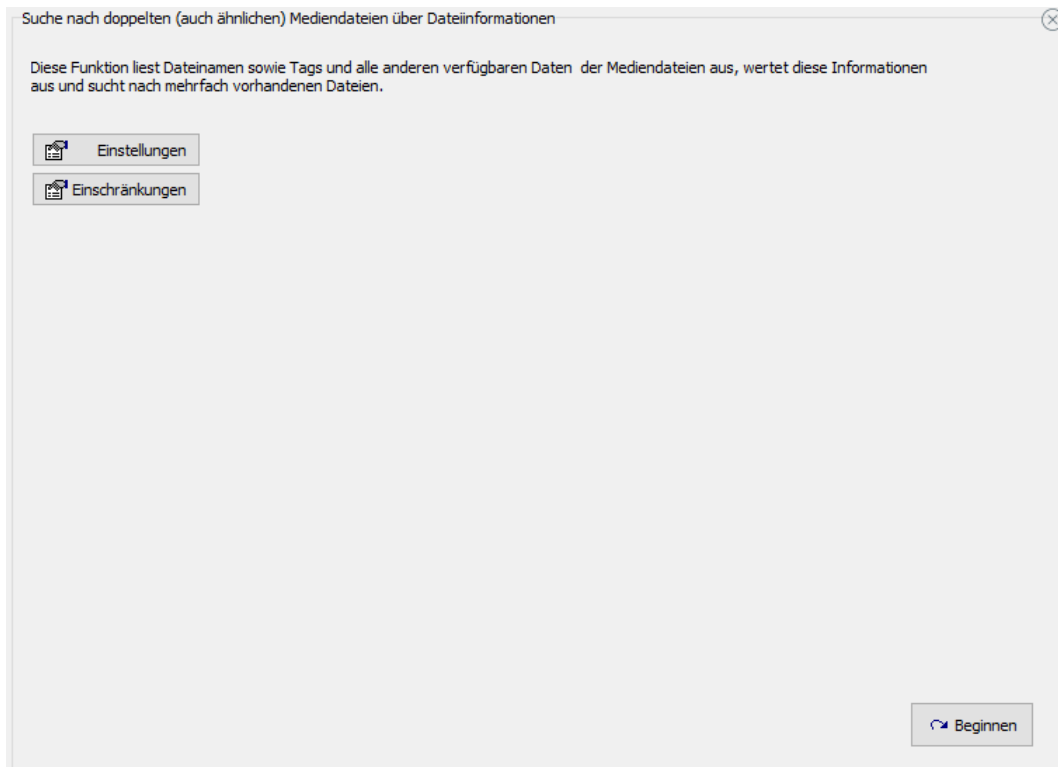 Suche nach doppelten (auch ähnlichen) Mediendateien über Dateiinformationen
Diese Funktion liest Dateinamen sowie Tags und alle anderen verfügbaren Daten  der Mediendateien aus, wertet diese Informationen
aus und sucht nach mehrfach vorhandenen Dateien.
Einstellungen
Einschränkungen
Beginnen